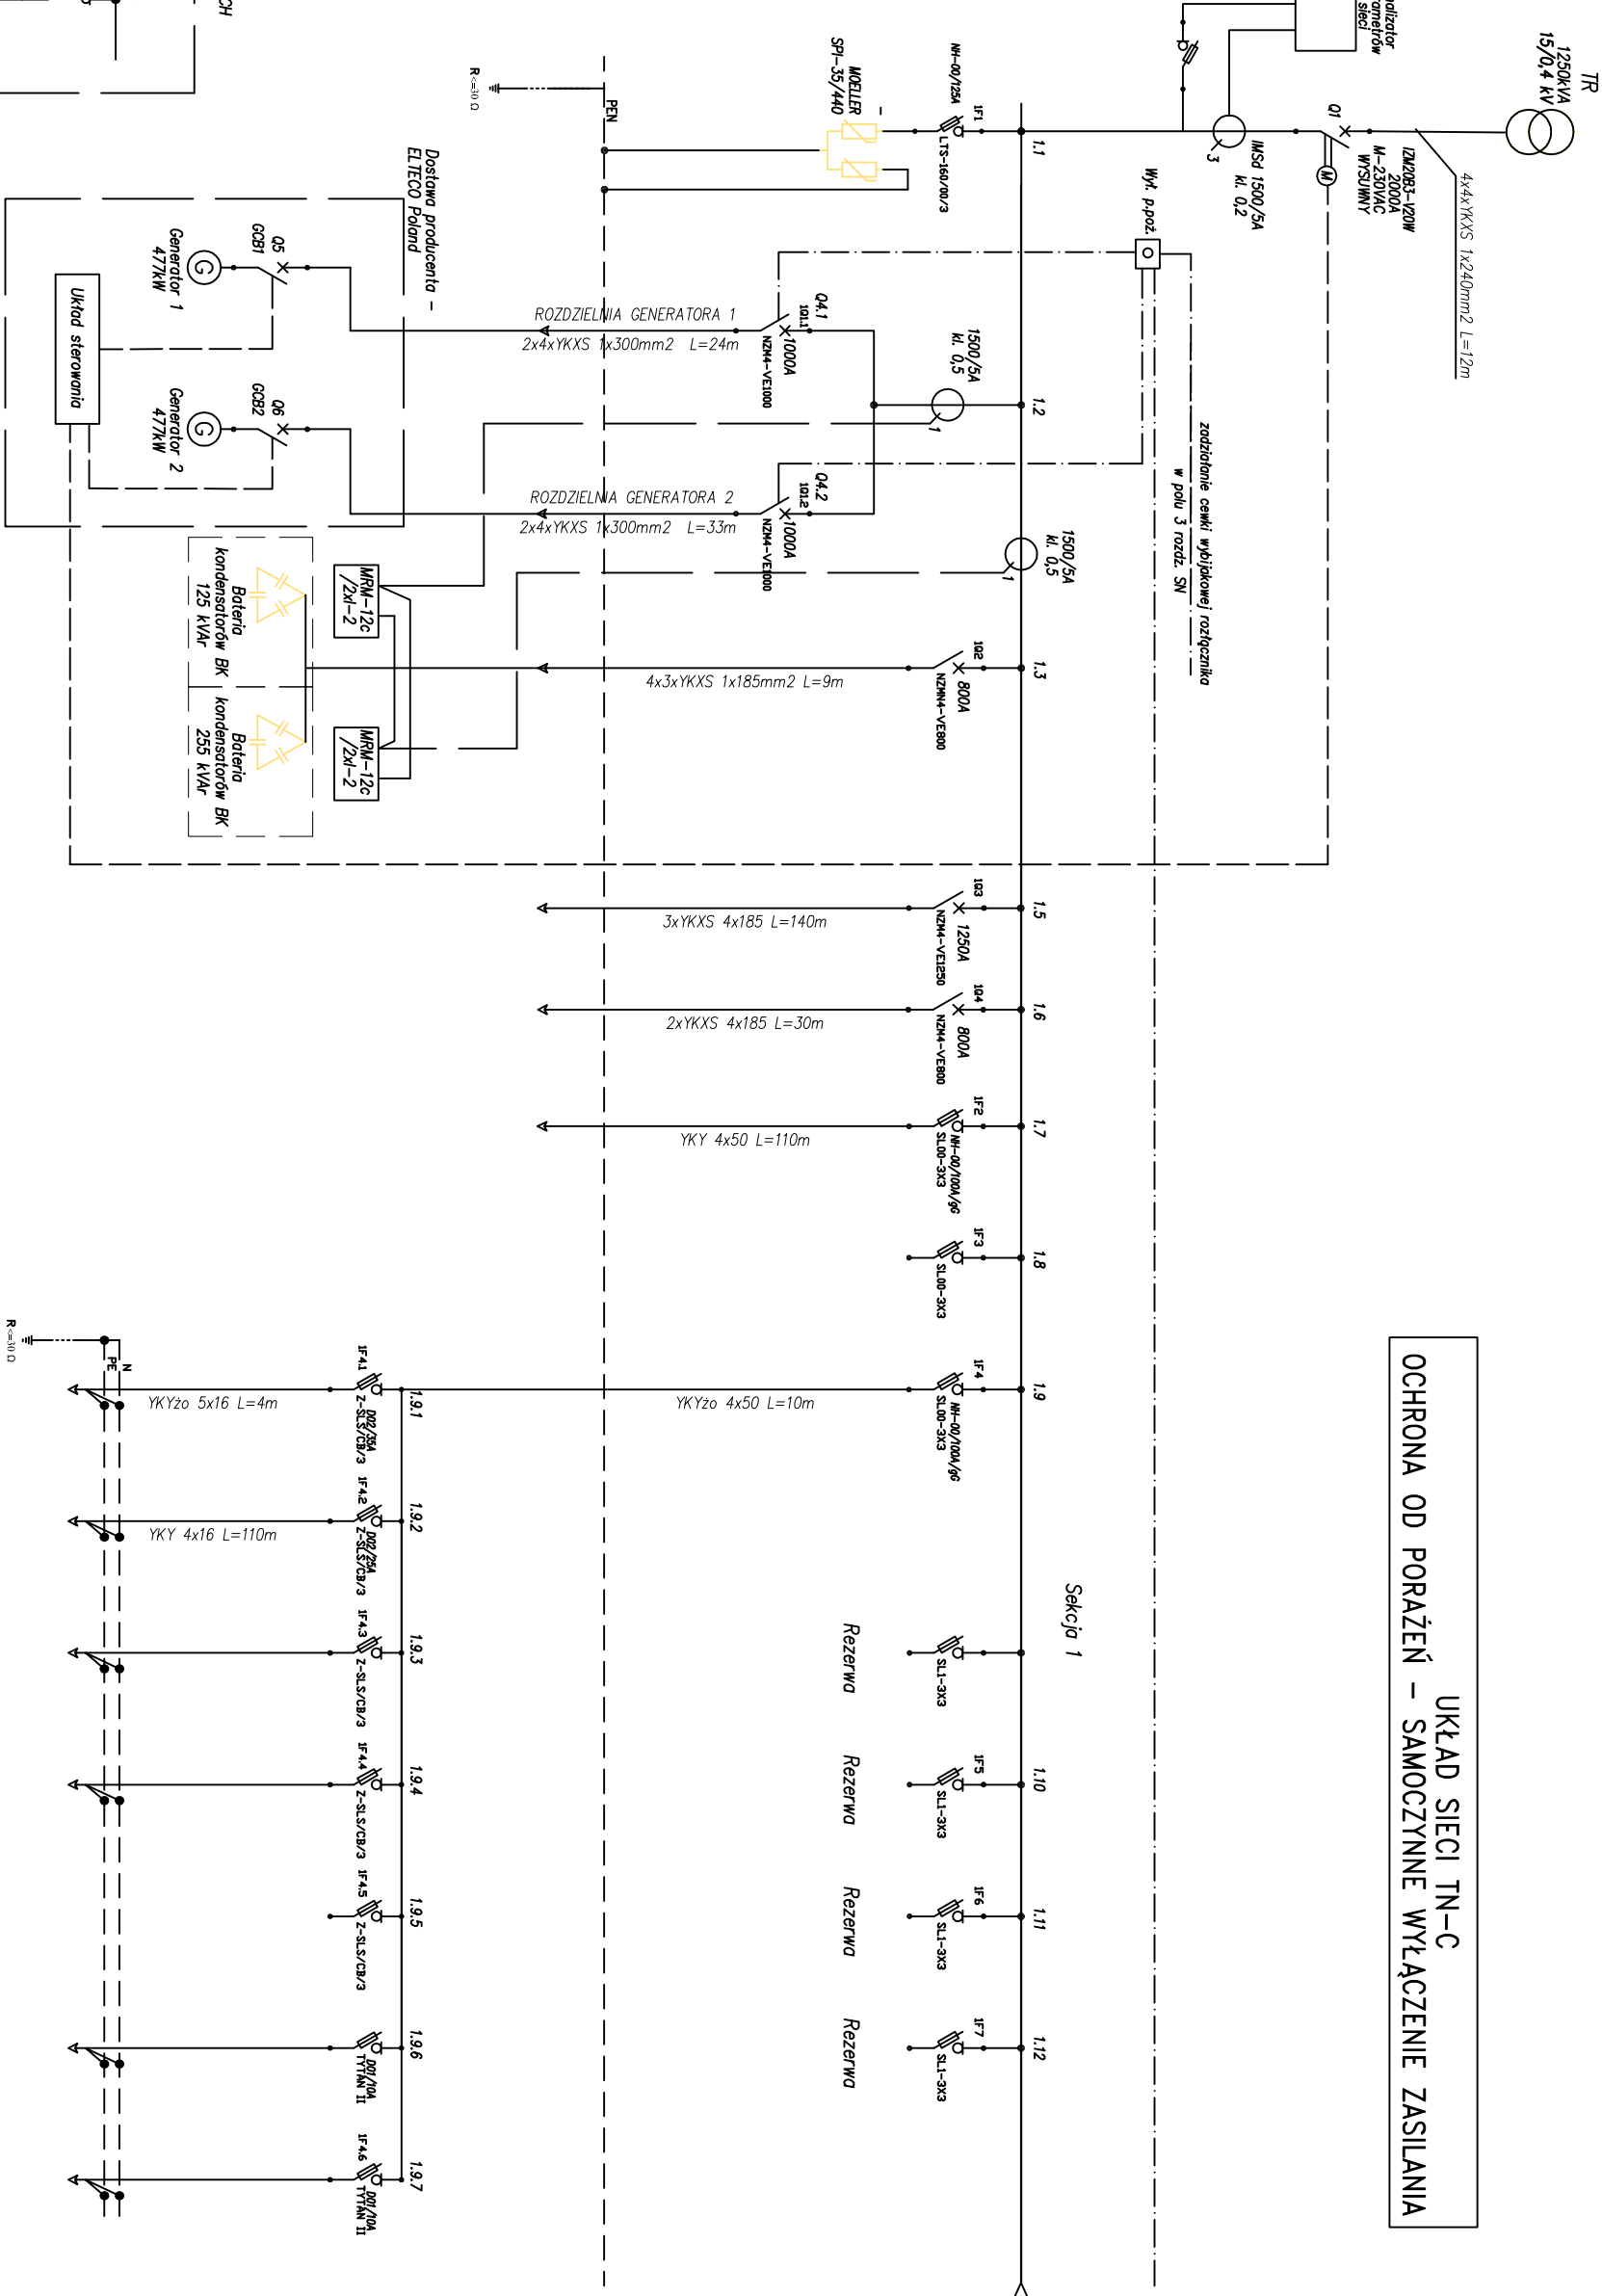 TR
1250kVA
15/0,4 kV
4x4xYKXS 1x240mm2 L=12m
Q1
IZM20B3-V20W
2000A
M-230VAC
WYSUWNY
M
IMSd 1500/5A
kl. 0,2
3
sieci
1.1
1F1
NH-00/125A
LTS-160/00/3
MOELLER
SPI-35/440
PEN
R <=30 Ω
UKŁAD SIECI TN-C
OCHRONA OD PORAŻEŃ - SAMOCZYNNE WYŁĄCZENIE ZASILANIA
Wył. p.poż.
zadziałanie cewki wybijakowej rozłącznika
w polu 3 rozdz. SN
1.2
1500/5A
kl. 0,5
1
Q4.1
1Q1.1
1000A
NZM4-VE1000
ROZDZIELNIA GENERATORA 1
2x4xYKXS 1x300mm2 L=24m
Q4.2
1Q1.2
1000A
NZM4-VE1000
ROZDZIELNIA GENERATORA 2
2x4xYKXS 1x300mm2 L=33m
Dostawa producenta -
ELTECO Poland
Q5
GCB1
G
Generator 1
477kW
Q6
GCB2
G
Generator 2
477kW
Układ sterowania
1500/5A
kl. 0,5
1
1.3
1Q2
800A
NZMN4-VE800
4x3xYKXS 1x185mm2 L=9m
MRM-12c
/2xI-2
MRM-12c
/2xI-2
Bateria
kondensatorów BK
125 kVAr
Bateria
kondensatorów BK
255 kVAr
1.5
1Q3
1250A
NZM4-VE1250
3xYKXS 4x185 L=140m
1.6
1Q4
800A
NZM4-VE800
2xYKXS 4x185 L=30m
1.7
1F2
NH-00/100A/gG
SL00-3X3
YKY 4x50 L=110m
1.8
1F3
SL00-3X3
1.9
1F4
NH-00/100A/gG
SL00-3X3
YKYżo 4x50 L=10m
Sekcja 1
SL1-3X3
Rezerwa
1.10
1F5
SL1-3X3
Rezerwa
1.11
1F6
SL1-3X3
Rezerwa
1.12
1F7
SL1-3X3
Rezerwa
1.9.1
1F4.1
D02/35A
Z-SLS/CB/3
YKYżo 5x16 L=4m
1.9.2
1F4.2
D02/25A
Z-SLS/CB/3
YKY 4x16 L=110m
1.9.3
1F4.3
Z-SLS/CB/3
1.9.4
1F4.4
Z-SLS/CB/3
1.9.5
1F4.5
Z-SLS/CB/3
1.9.6
D01/10A
TYTAN II
1.9.7
1F4.6
D01/10A
TYTAN II
N
PE
R <=30 Ω